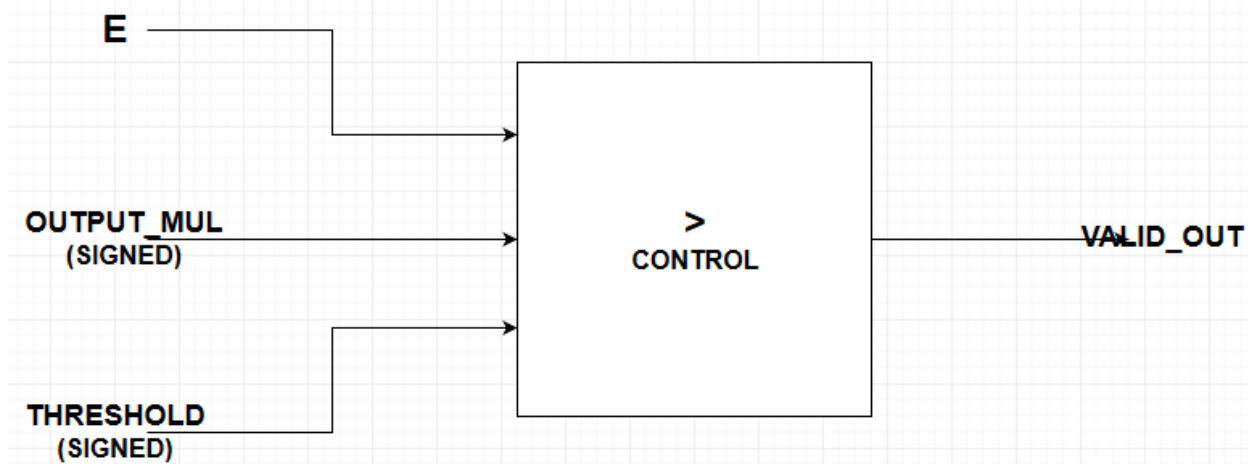 E
OUTPUT_MUL
(SIGNED)
>
CONTROL
VALID_OUT
THRESHOLD
(SIGNED)